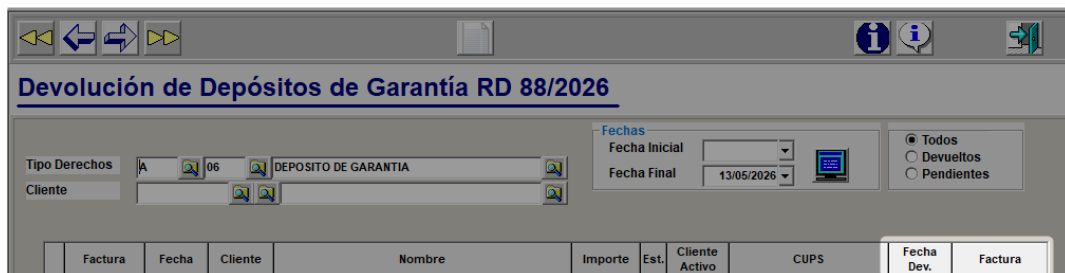 Devolución de Depósitos de Garantía RD 88/2026
Fechas
Tipo Derechos A 06 DEPOSITO DE GARANTIA
Cliente
Fecha Inicial
Fecha Final 13/05/2026
Todos
Devueltos
Pendientes
Factura Fecha Cliente Nombre Importe Est. Cliente Activo CUPS Fecha Dev. Factura